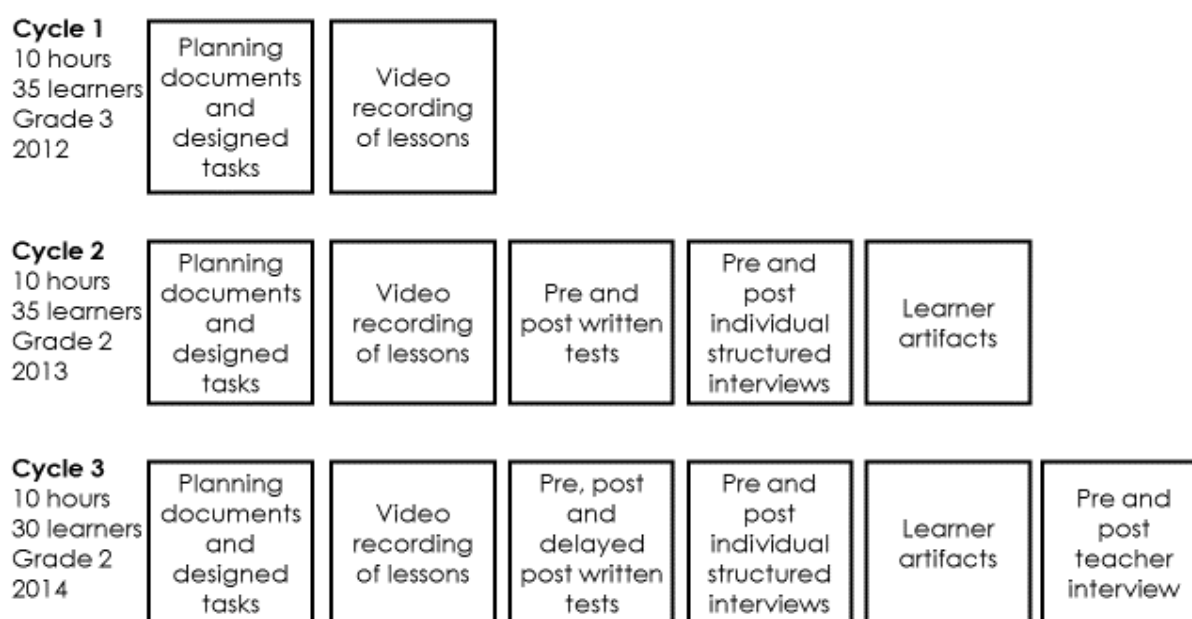 Cycle 1
10 hours
35 learners
Grade 3
2012
Planning
documents
and
designed
tasks
Video
recording
of lessons
Cycle 2
10 hours
35 learners
Grade 2
2013
Planning
documents
and
designed
tasks
Video
recording
of lessons
Pre and
post written
tests
Pre and
post
individual
structured
interviews
Learner
artifacts
Cycle 3
10 hours
30 learners
Grade 2
2014
Planning
documents
and
designed
tasks
Video
recording
of lessons
Pre, post
and
delayed
post written
tests
Pre and
post
individual
structured
interviews
Learner
artifacts
Pre and
post
teacher
interview